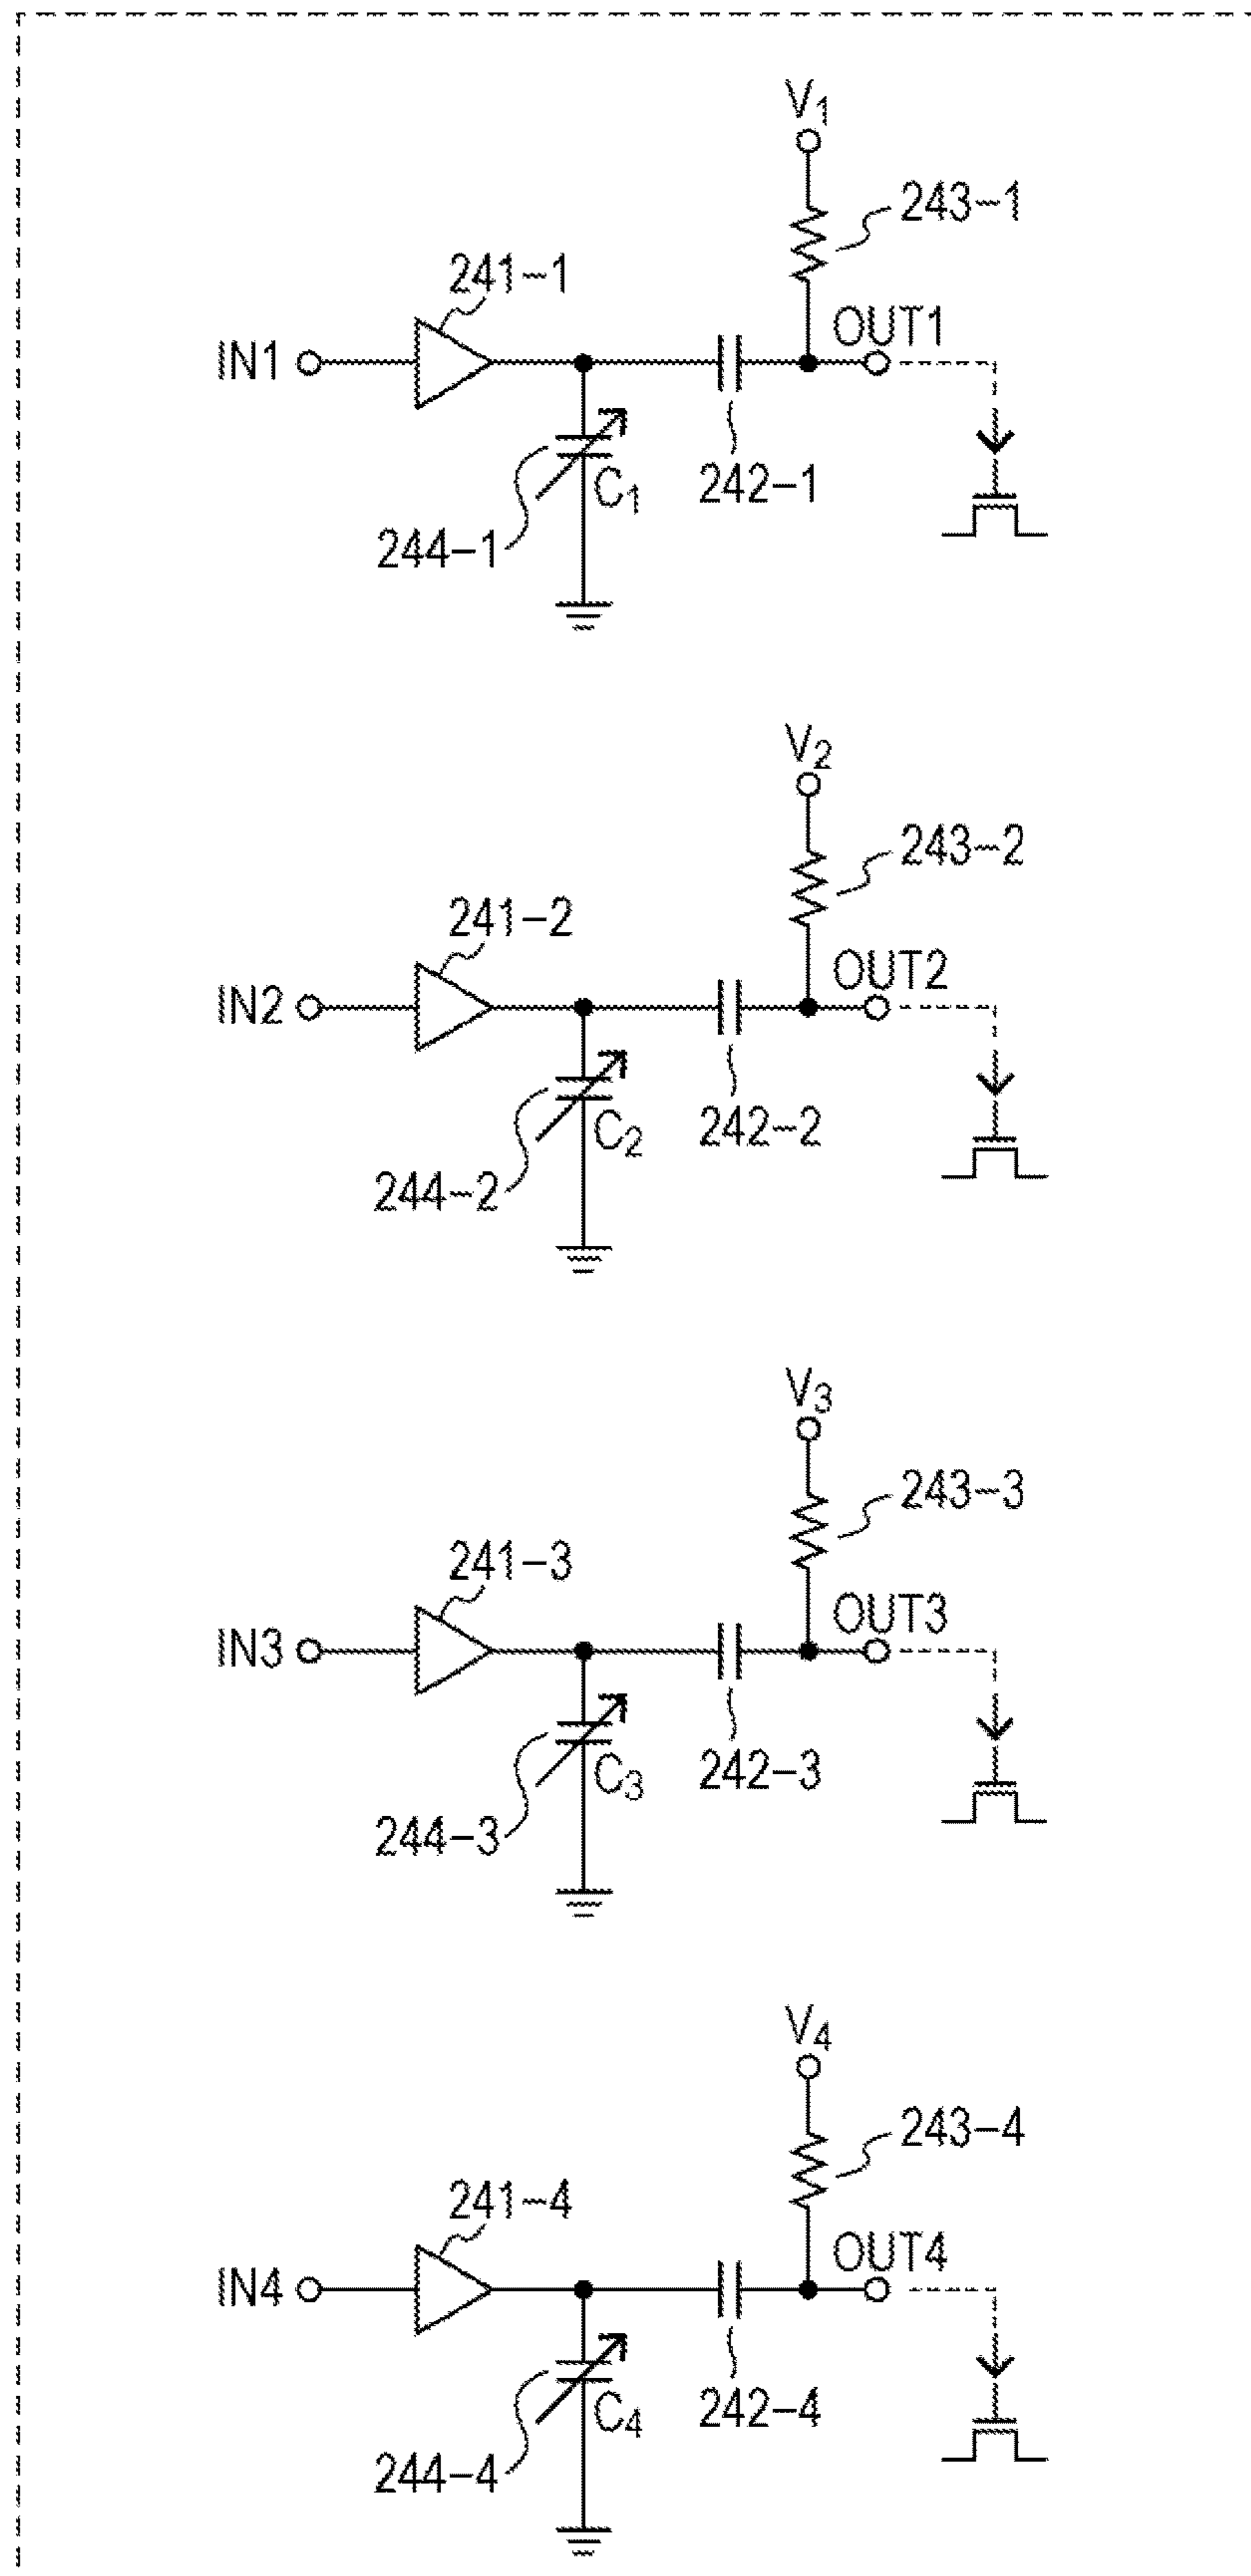 V1
243-1
241-1
OUT1
IN1
C1
242-1
244-1
V2
243-2
241-2
OUT2
IN2
C2
242-2
244-2
V3
243-3
241-3
OUT3
IN3
C3
242-3
244-3
V4
243-4
241-4
OUT4
IN4
C4
242-4
244-4